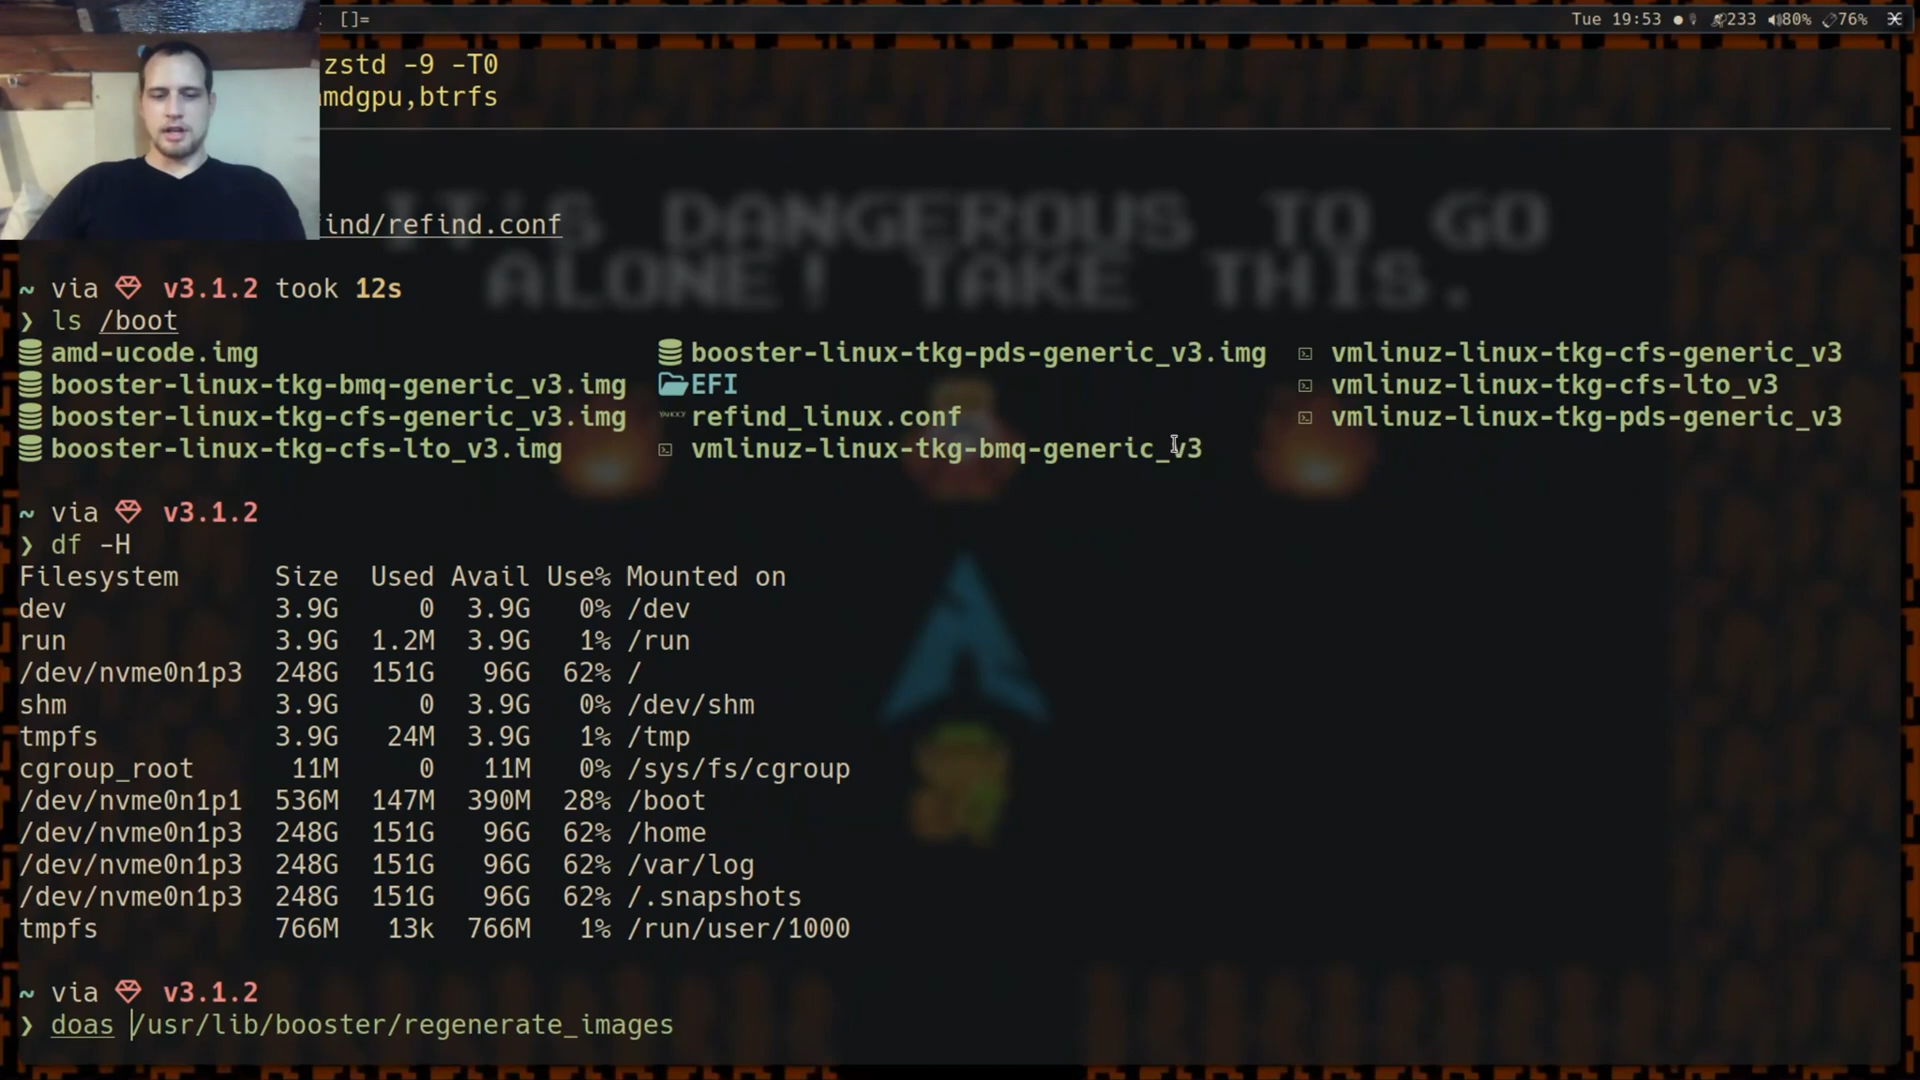 []= Tue 19:53 233 80% 76%
zstd -9 -T0
mdgpu,btrfs
IT'S DANGEROUS TO GO
ALONE! TAKE THIS.
ind/refind.conf
~ via v3.1.2 took 12s
❯ ls /boot
amd-ucode.img booster-linux-tkg-pds-generic_v3.img vmlinuz-linux-tkg-cfs-generic_v3
booster-linux-tkg-bmq-generic_v3.img EFI vmlinuz-linux-tkg-cfs-lto_v3
booster-linux-tkg-cfs-generic_v3.img YAHOO! refind_linux.conf vmlinuz-linux-tkg-pds-generic_v3
booster-linux-tkg-cfs-lto_v3.img vmlinuz-linux-tkg-bmq-generic_v3
~ via v3.1.2
❯ df -H
Filesystem Size Used Avail Use% Mounted on
dev 3.9G 0 3.9G 0% /dev
run 3.9G 1.2M 3.9G 1% /run
/dev/nvme0n1p3 248G 151G 96G 62% /
shm 3.9G 0 3.9G 0% /dev/shm
tmpfs 3.9G 24M 3.9G 1% /tmp
cgroup_root 11M 0 11M 0% /sys/fs/cgroup
/dev/nvme0n1p1 536M 147M 390M 28% /boot
/dev/nvme0n1p3 248G 151G 96G 62% /home
/dev/nvme0n1p3 248G 151G 96G 62% /var/log
/dev/nvme0n1p3 248G 151G 96G 62% /.snapshots
tmpfs 766M 13k 766M 1% /run/user/1000
~ via v3.1.2
❯ doas /usr/lib/booster/regenerate_images